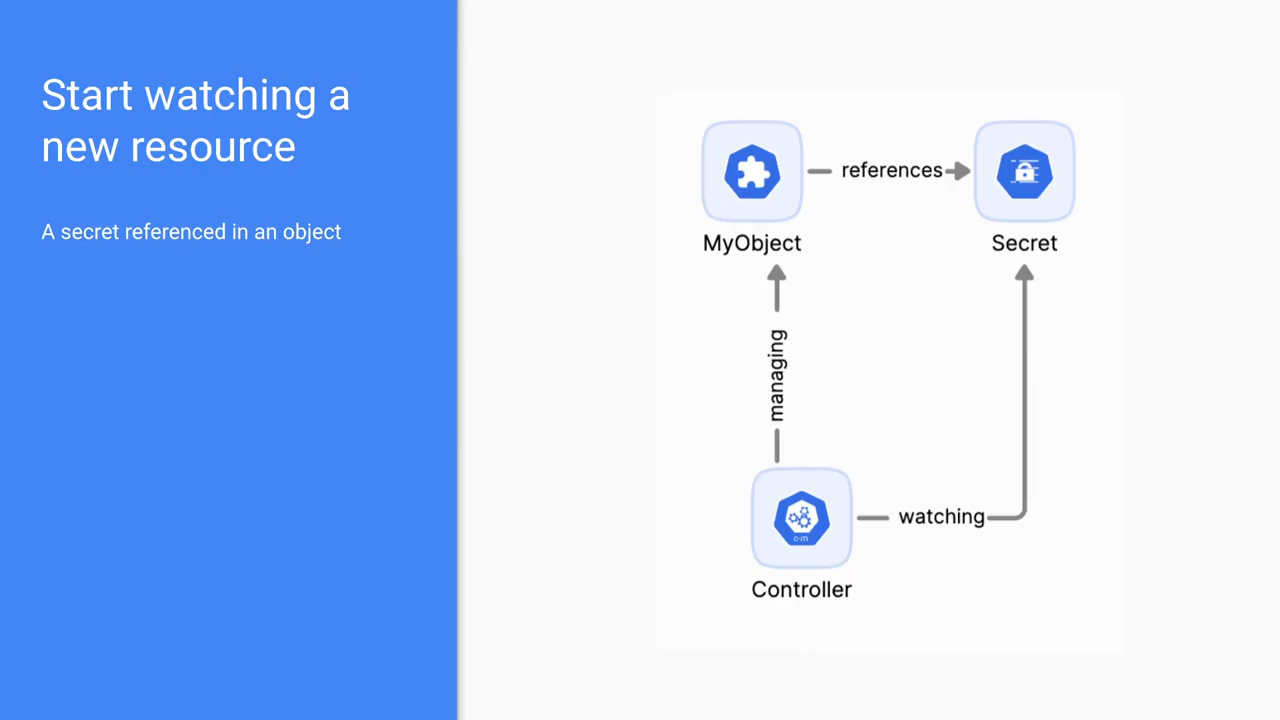 Start watching a
new resource
A secret referenced in an object
references
MyObject
Secret
managing
c-m
watching
Controller